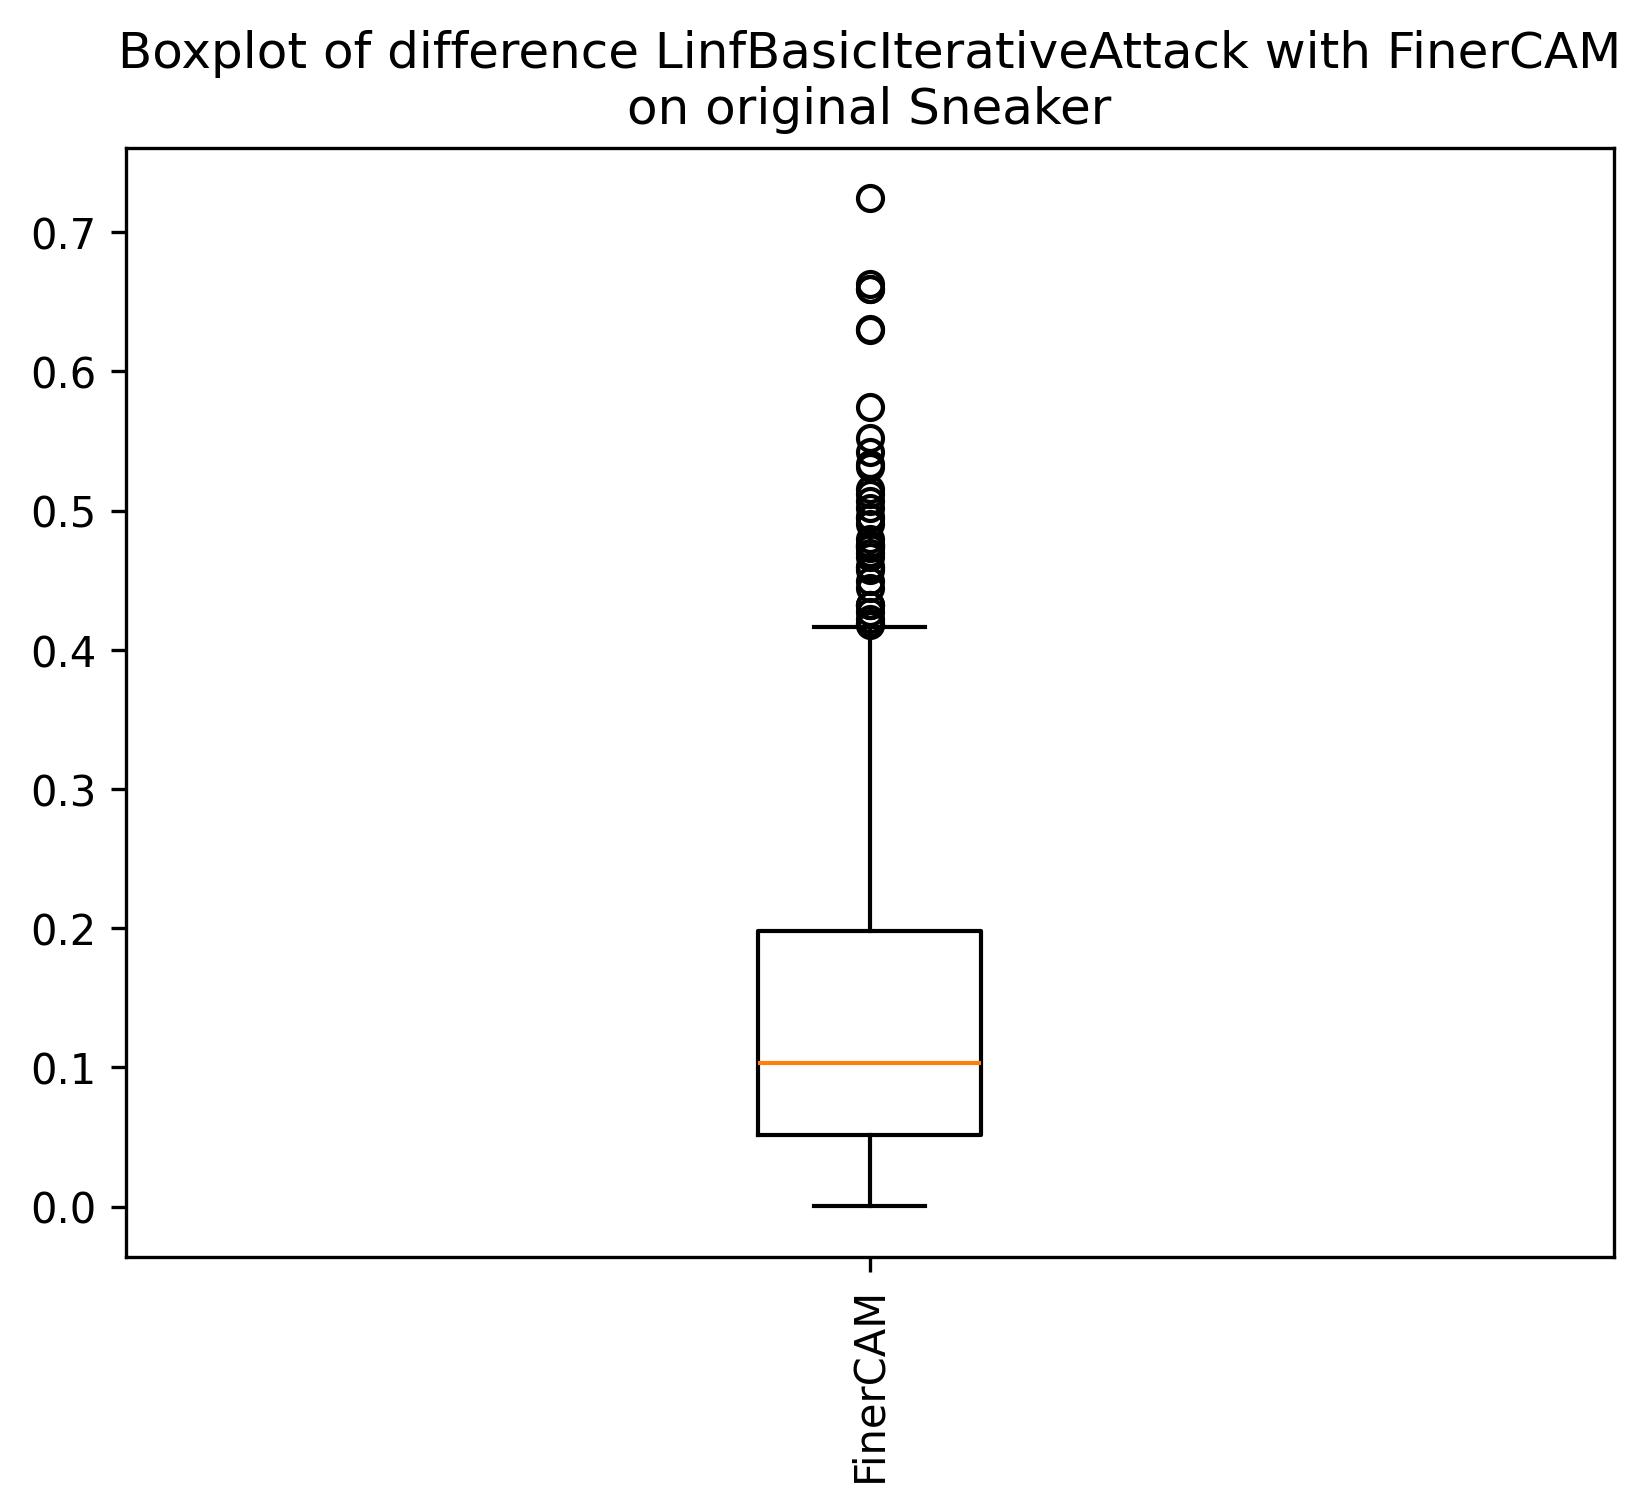 Boxplot of difference LinfBasicIterativeAttack with FinerCAM
on original Sneaker
0.7
0.6
0.5
0.4
0.3
0.2
0.1
0.0
FinerCAM